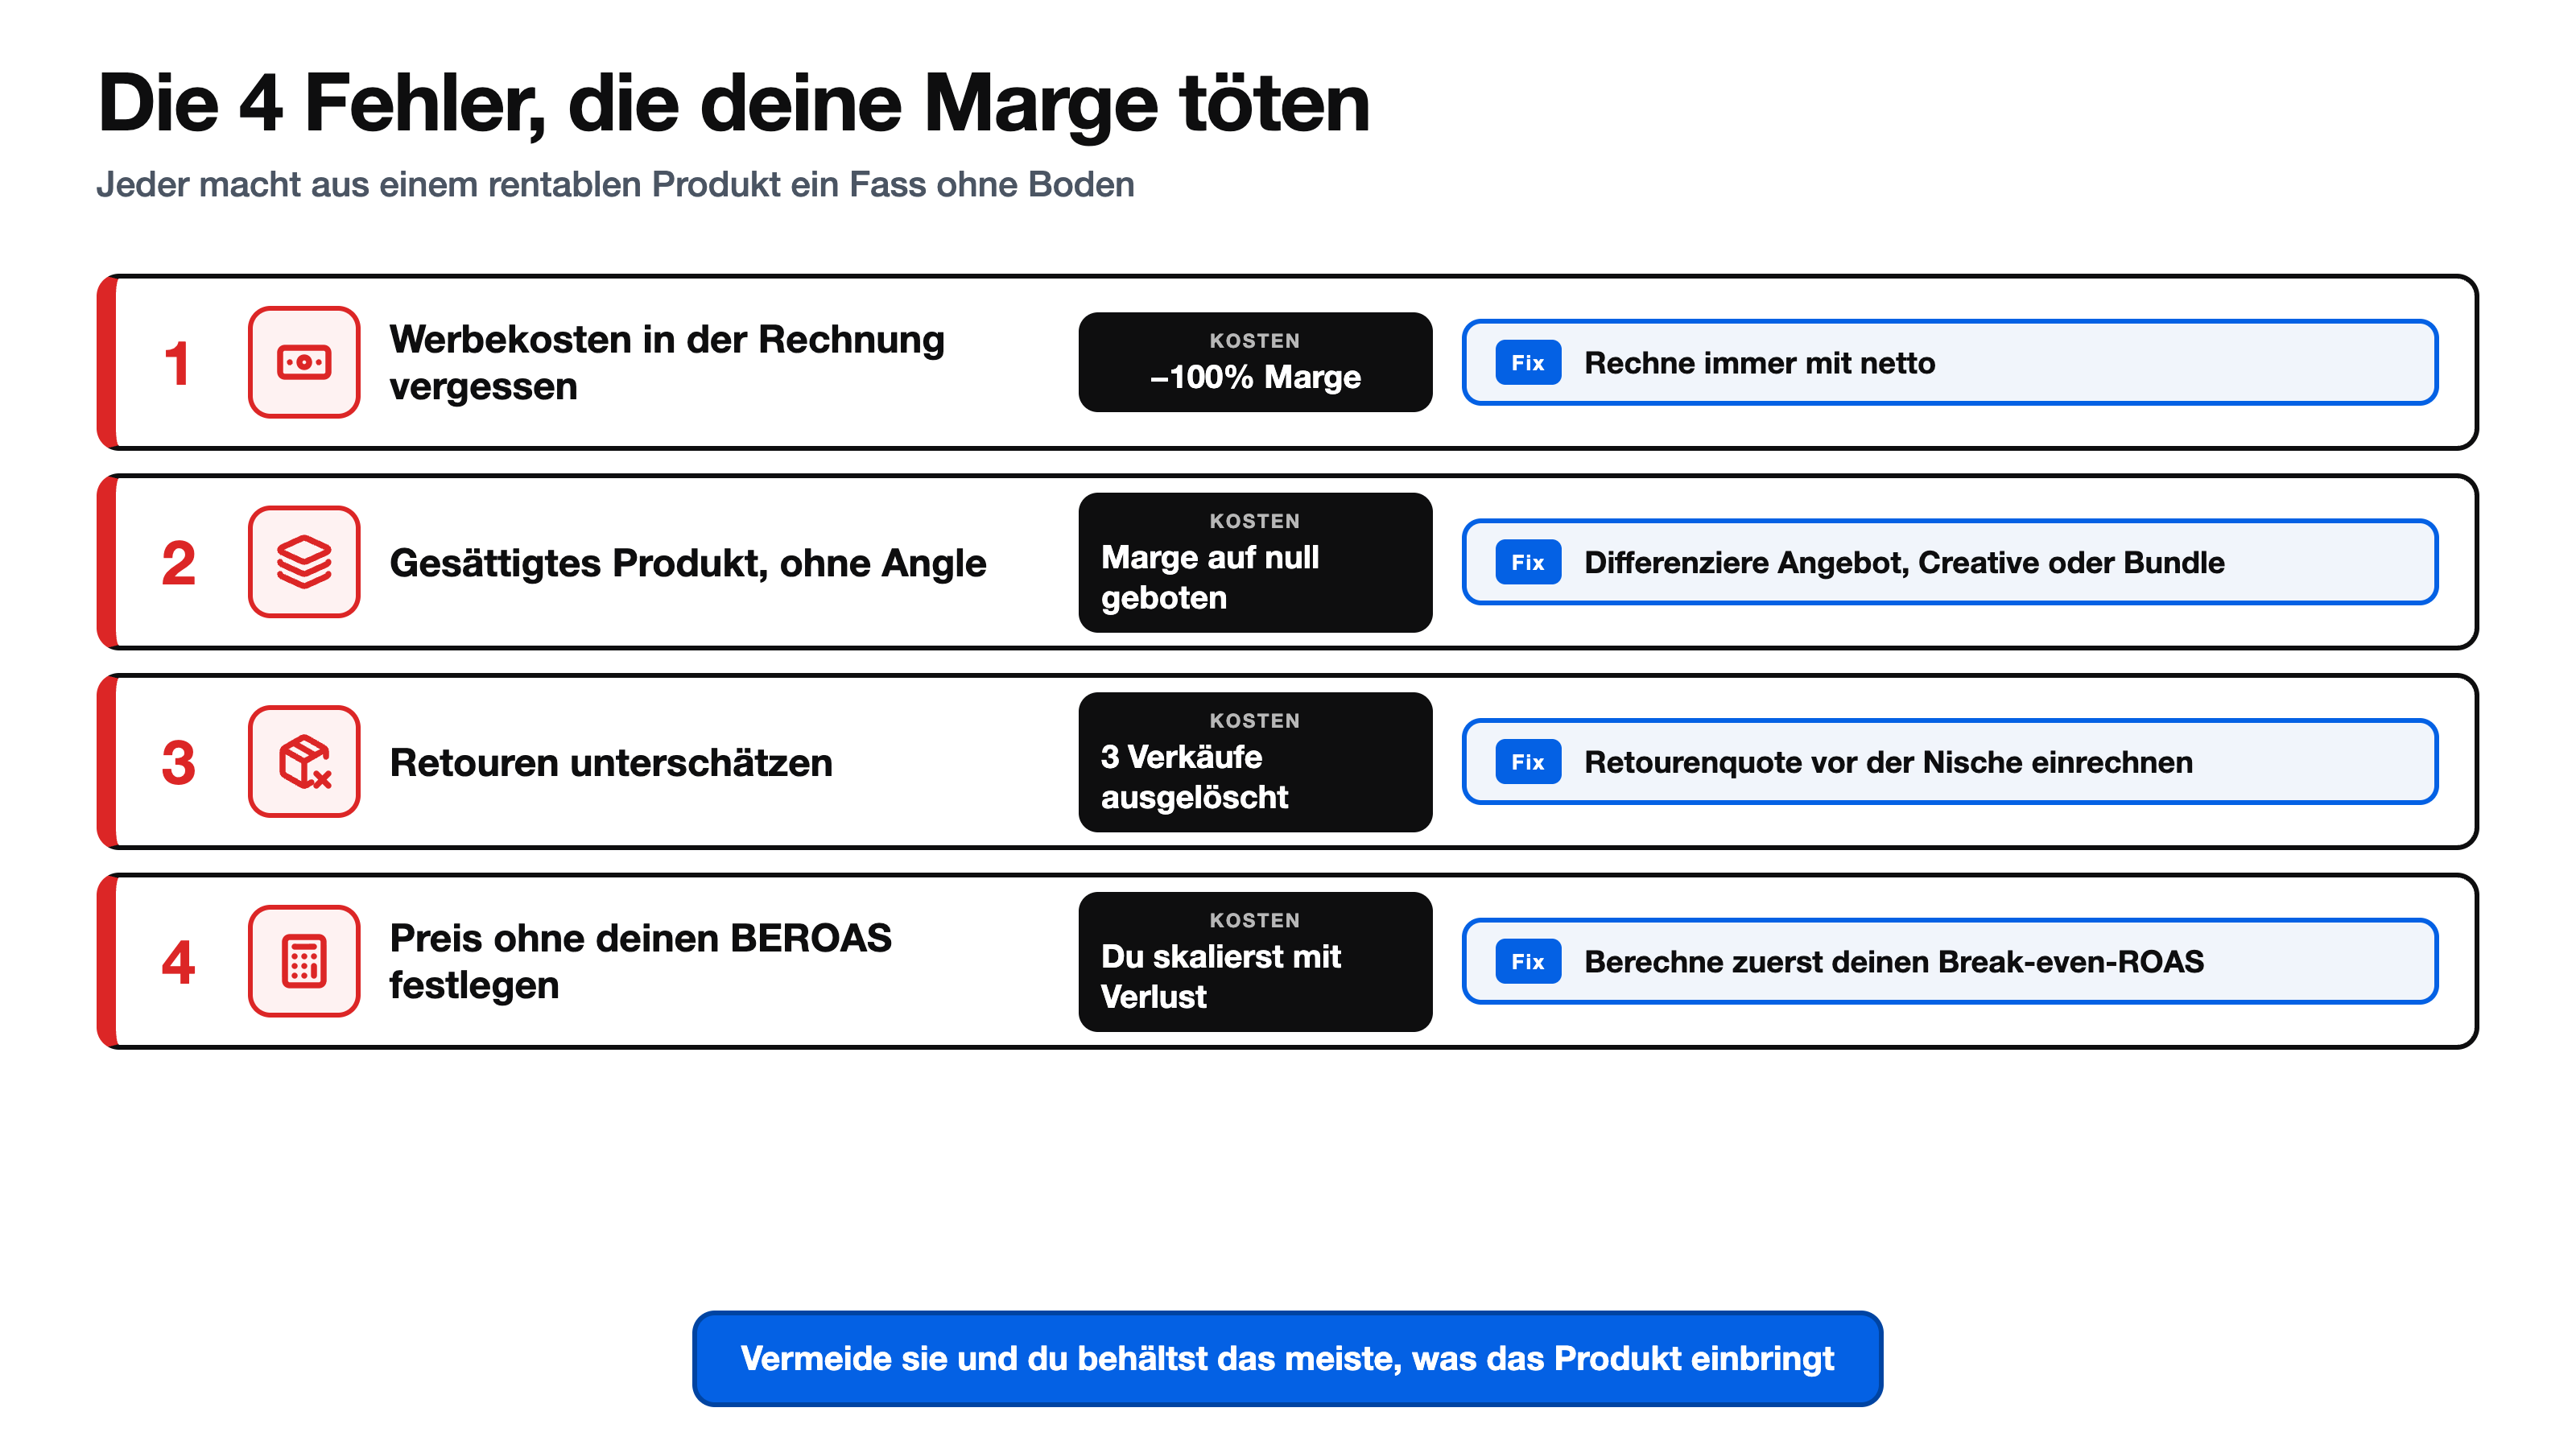 Die 4 Fehler, die deine Marge töten
Jeder macht aus einem rentablen Produkt ein Fass ohne Boden
1
Werbekosten in der Rechnung
vergessen
KOSTEN
–100% Marge
Fix
Rechne immer mit netto
2
Gesättigtes Produkt, ohne Angle
KOSTEN
Marge auf null
geboten
Fix
Differenziere Angebot, Creative oder Bundle
3
Retouren unterschätzen
KOSTEN
3 Verkäufe
ausgelöscht
Fix
Retourenquote vor der Nische einrechnen
4
Preis ohne deinen BEROAS
festlegen
KOSTEN
Du skalierst mit
Verlust
Fix
Berechne zuerst deinen Break-even-ROAS
Vermeide sie und du behältst das meiste, was das Produkt einbringt